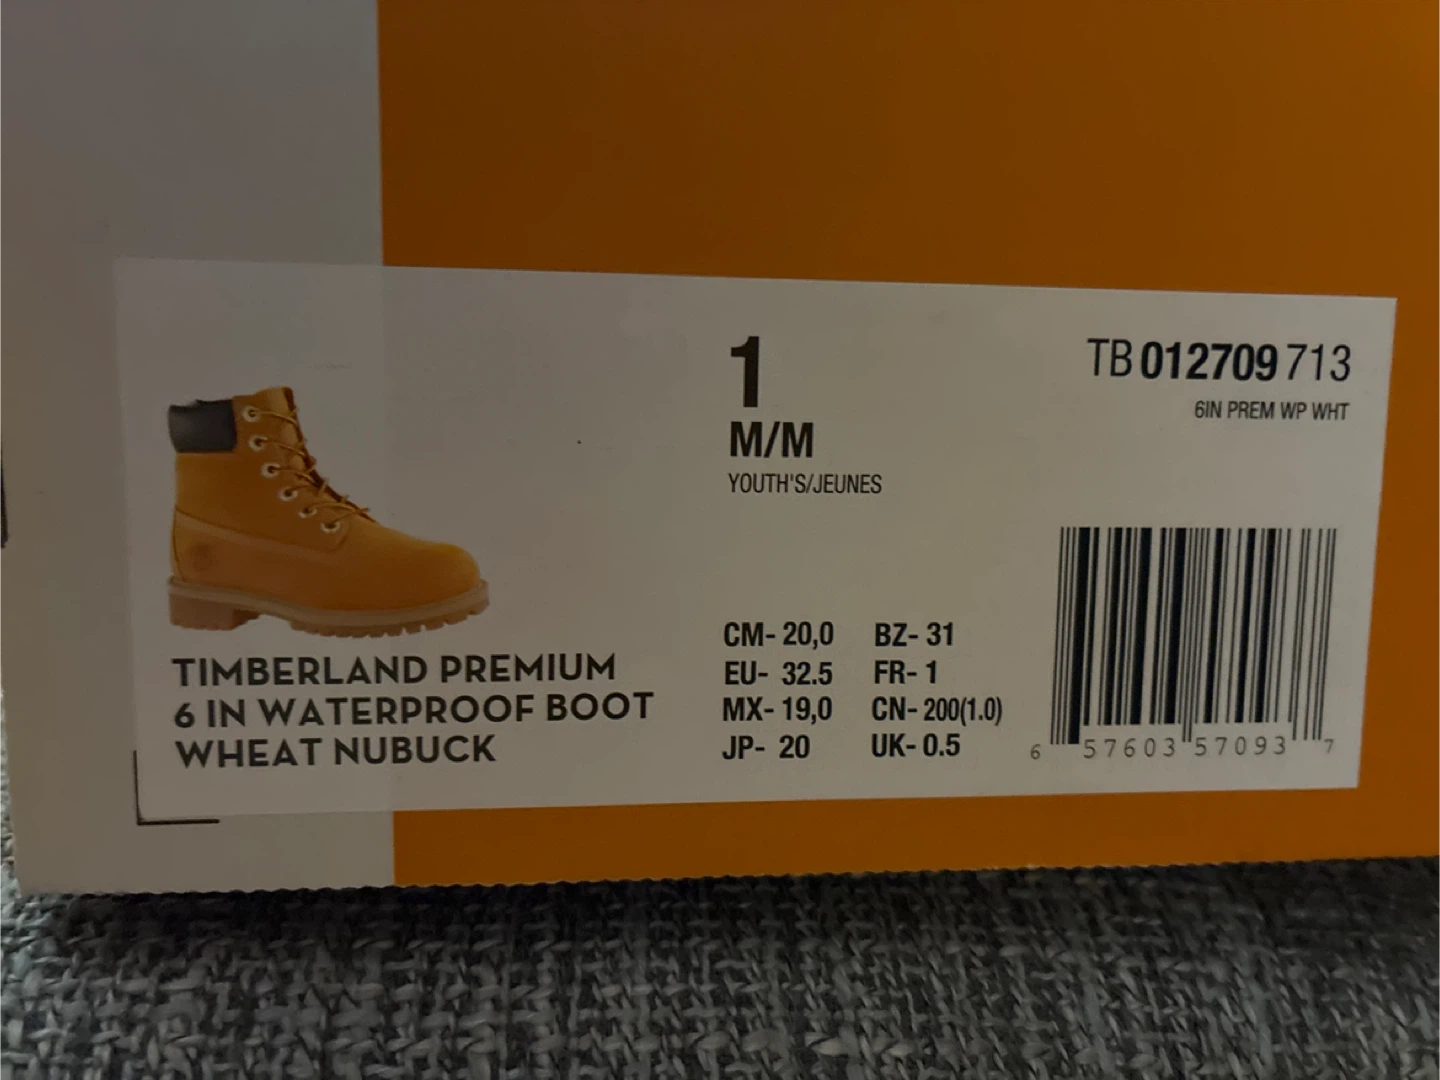 1
M/M
YOUTH'S/JEUNES
TB 012709 713
6IN PREM WP WHT
TIMBERLAND PREMIUM
6 IN WATERPROOF BOOT
WHEAT NUBUCK
CM- 20,0 BZ- 31
EU- 32.5 FR- 1
MX- 19,0 CN- 200(1.0)
JP- 20 UK- 0.5
6 57603 57093 7